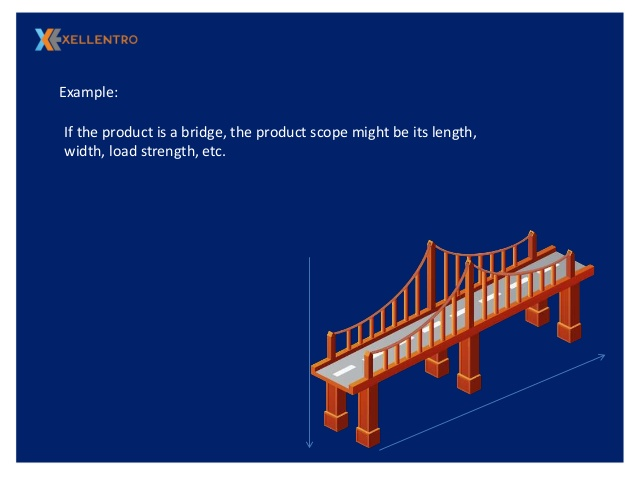 XELLENTRO
Example:
If the product is a bridge, the product scope might be its length,
width, load strength, etc.